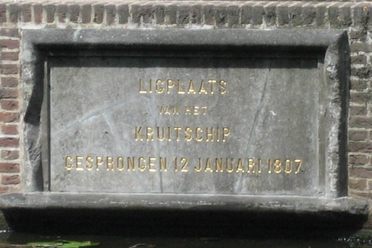 LIGPLAATS
VAN HET
KRUITSCHIP
GESPRONGEN 12 JANUARI 1807